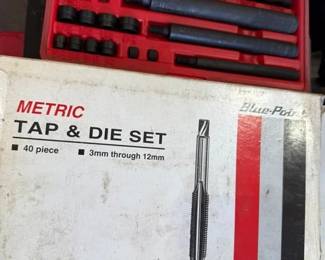 METRIC
Blue-Point
TAP & DIE SET
■ 40 piece ■ 3mm through 12mm